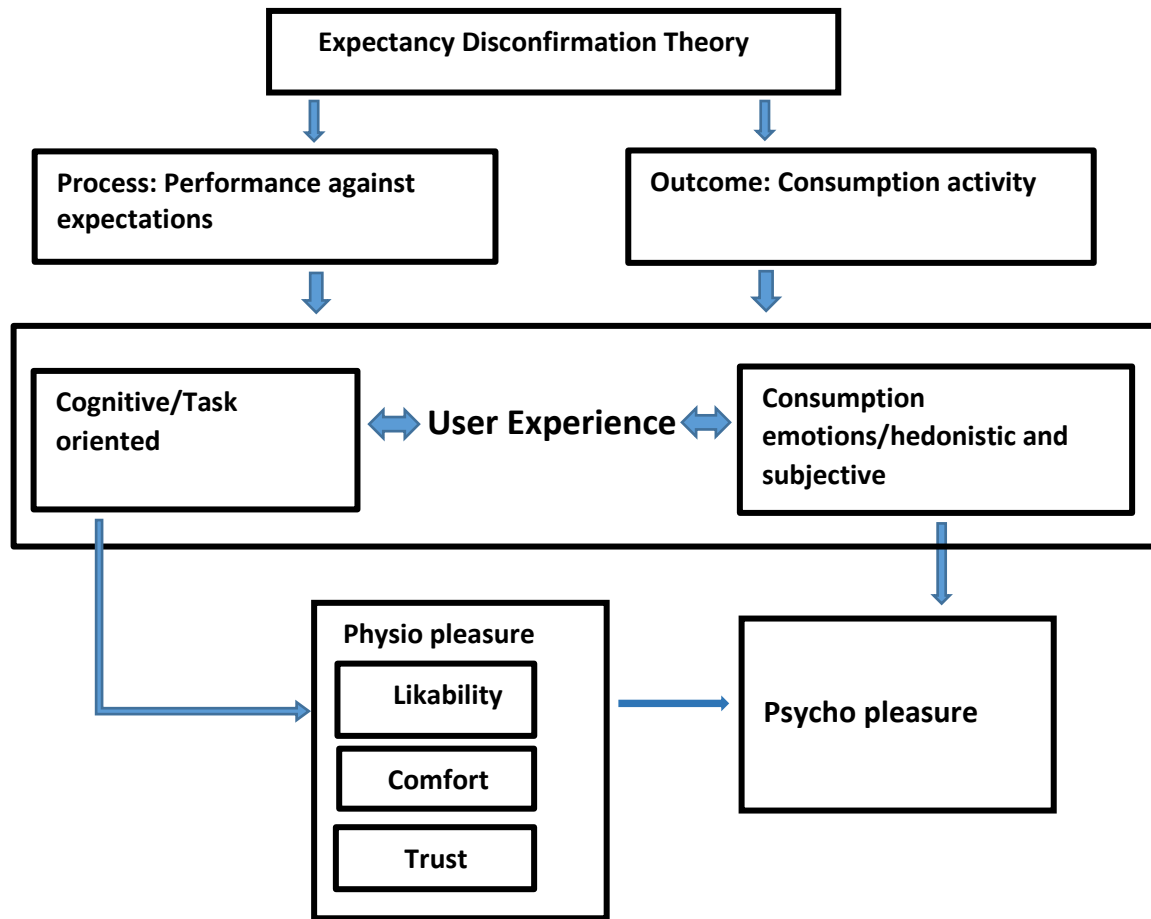 Expectancy Disconfirmation Theory
Process: Performance against
expectations
Outcome: Consumption activity
Cognitive/Task
oriented
User Experience
Consumption
emotions/hedonistic and
subjective
Physio pleasure
Likability
Comfort
Trust
Psycho pleasure